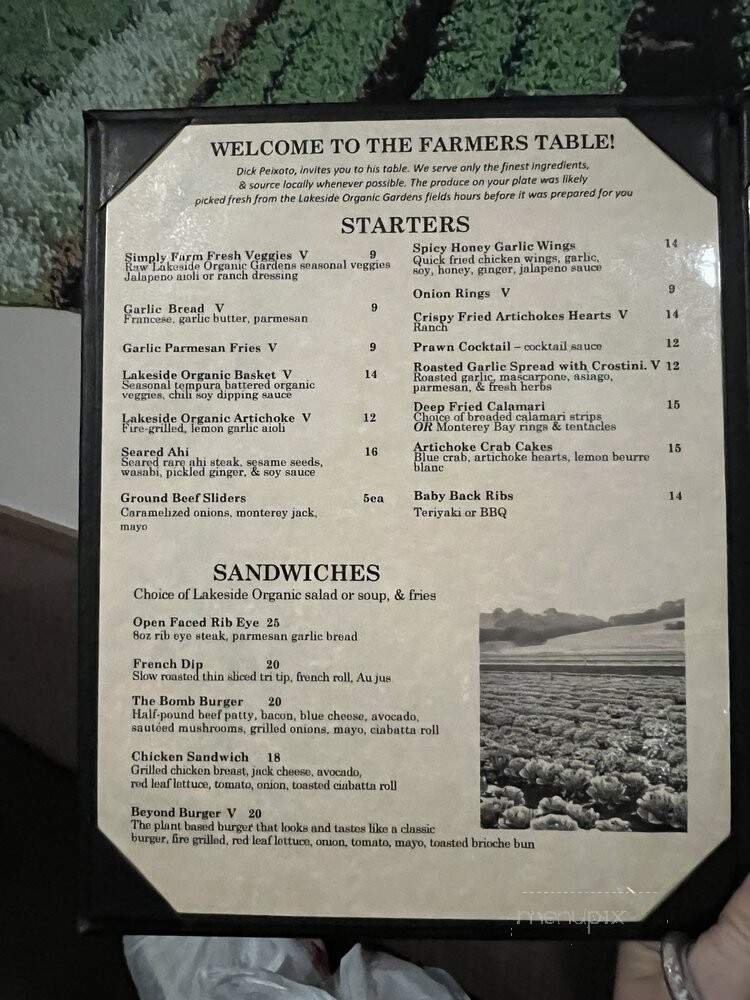 WELCOME TO THE FARMERS TABLE!
Dick Peixoto, invites you to his table. We serve only the finest ingredients,
& source locally whenever possible. The produce on your plate was likely
picked fresh from the Lakeside Organic Gardens fields hours before it was prepared for you
STARTERS
Simply Farm Fresh Veggies V 9
Raw Lakeside Organic Gardens seasonal veggies
Jalapeno aioli or ranch dressing
Garlic Bread V 9
Francese, garlic butter, parmesan
Garlic Parmesan Fries V 9
Lakeside Organic Basket V 14
Seasonal tempura battered organic
veggies, chili soy dipping sauce
Lakeside Organic Artichoke V 12
Fire-grilled, lemon garlic aioli
Seared Ahi 16
Seared rare ahi steak, sesame seeds,
wasabi, pickled ginger, & soy sauce
Ground Beef Sliders 5ea
Caramelized onions, monterey jack,
mayo
Spicy Honey Garlic Wings 14
Quick fried chicken wings, garlic,
soy, honey, ginger, jalapeno sauce
Onion Rings V 9
Crispy Fried Artichokes Hearts V 14
Ranch
Prawn Cocktail – cocktail sauce 12
Roasted Garlic Spread with Crostini. V 12
Roasted garlic, mascarpone, asiago,
parmesan, & fresh herbs
Deep Fried Calamari 15
Choice of breaded calamari strips
OR Monterey Bay rings & tentacles
Artichoke Crab Cakes 15
Blue crab, artichoke hearts, lemon beurre
blanc
Baby Back Ribs 14
Teriyaki or BBQ
SANDWICHES
Choice of Lakeside Organic salad or soup, & fries
Open Faced Rib Eye 25
8oz rib eye steak, parmesan garlic bread
French Dip 20
Slow roasted thin sliced tri tip, french roll, Au jus
The Bomb Burger 20
Half-pound beef patty, bacon, blue cheese, avocado,
sautéed mushrooms, grilled onions, mayo, ciabatta roll
Chicken Sandwich 18
Grilled chicken breast, jack cheese, avocado,
red leaf lettuce, tomato, onion, toasted ciabatta roll
Beyond Burger V 20
The plant based burger that looks and tastes like a classic
burger, fire grilled, red leaf lettuce, onion, tomato, mayo, toasted brioche bun
menupix